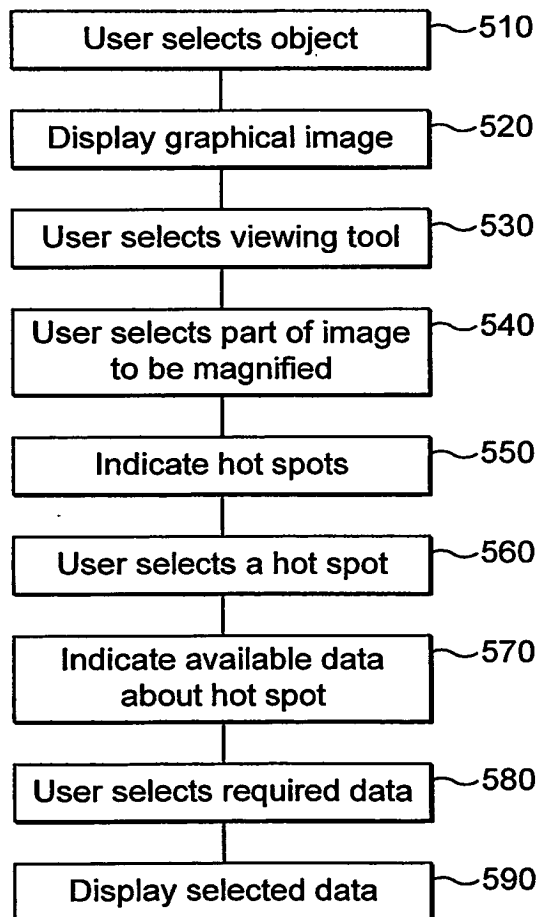 User selects object 510
Display graphical image 520
User selects viewing tool 530
User selects part of image 540
to be magnified
Indicate hot spots 550
User selects a hot spot 560
Indicate available data 570
about hot spot
User selects required data 580
Display selected data 590